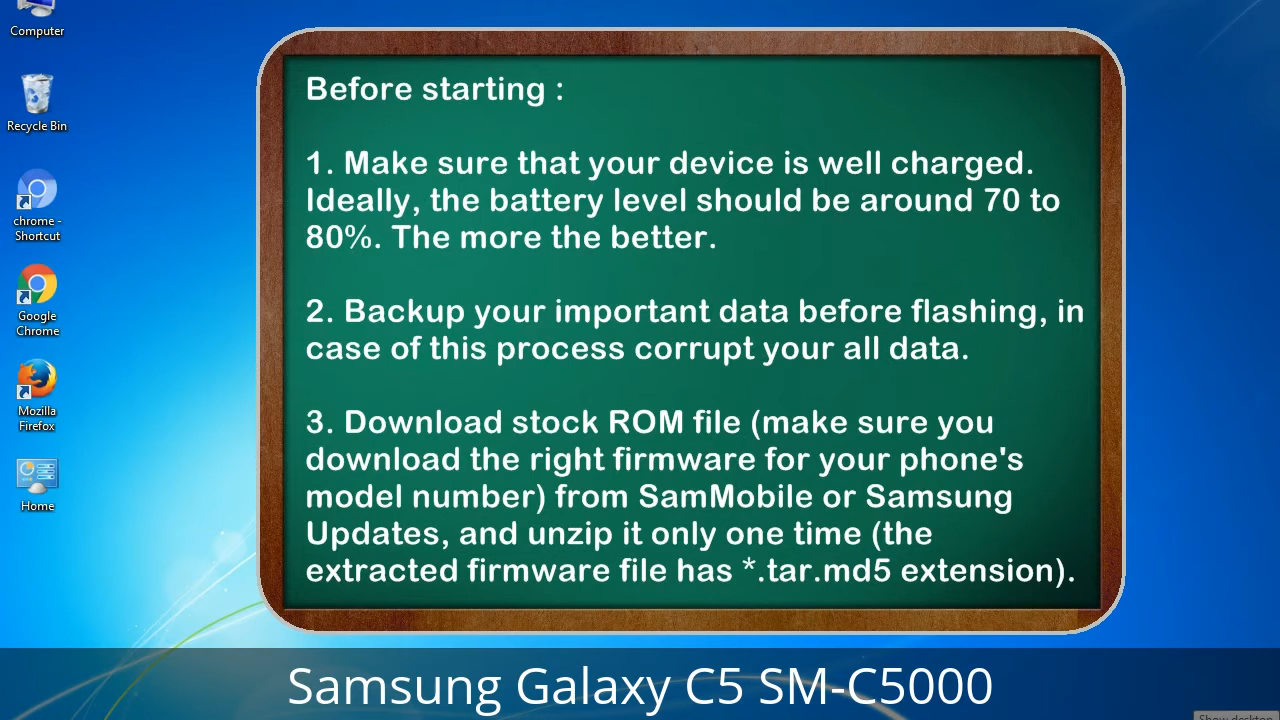 Computer
Recycle Bin
chrome -
Shortcut
Google
Chrome
Mozilla
Firefox
Home
Before starting :
1. Make sure that your device is well charged.
Ideally, the battery level should be around 70 to
80%. The more the better.
2. Backup your important data before flashing, in
case of this process corrupt your all data.
3. Download stock ROM file (make sure you
download the right firmware for your phone's
model number) from SamMobile or Samsung
Updates, and unzip it only one time (the
extracted firmware file has *.tar.md5 extension).
Samsung Galaxy C5 SM-C5000
Show desktop